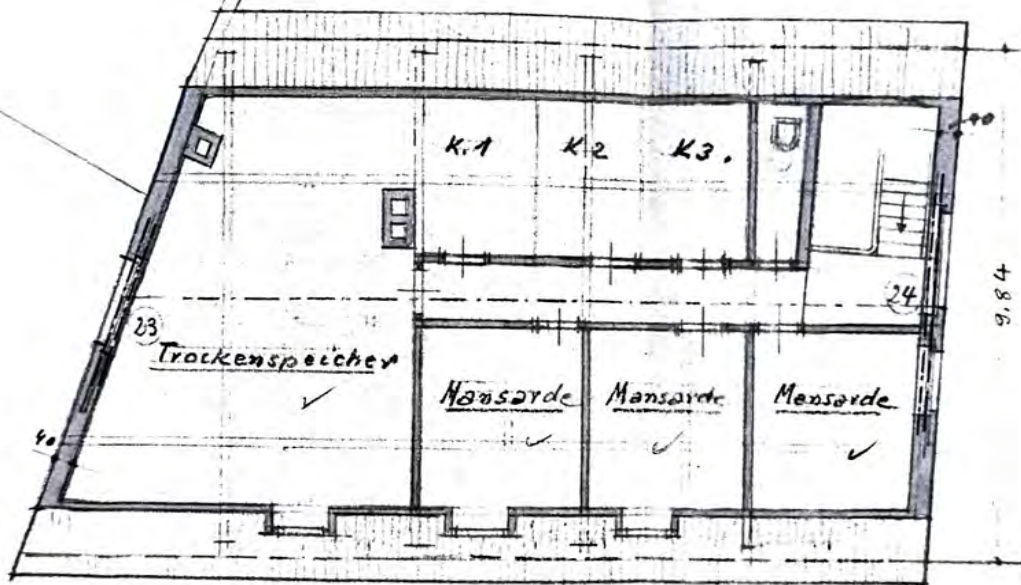 40
K.1 K2 K3.
9.84
24
23
Trockenspeicher
Mansarde Mansarde Mansarde
40